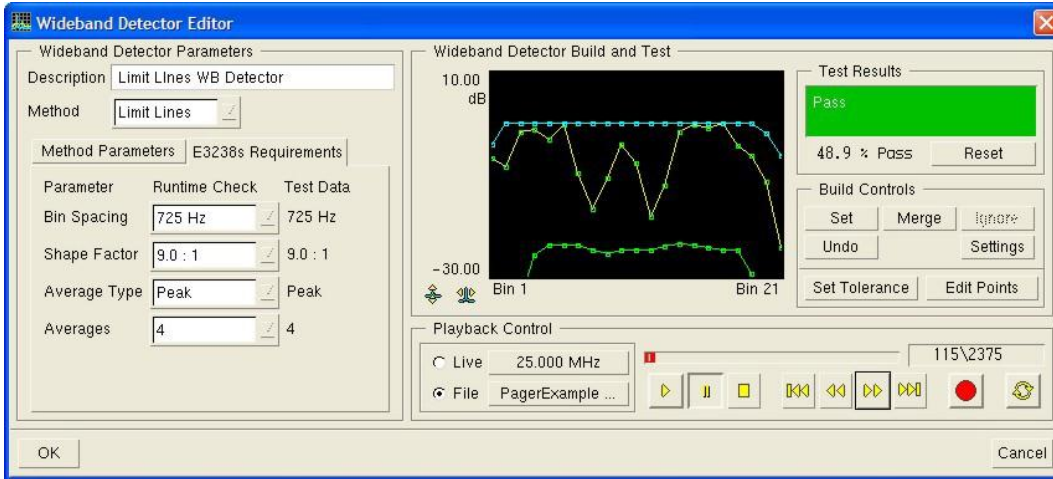 Wideband Detector Editor
Wideband Detector Parameters
Description Limit LInes WB Detector
Method Limit Lines
Method Parameters E3238s Requirements
Parameter Runtime Check Test Data
Bin Spacing 725 Hz 725 Hz
Shape Factor 9.0 : 1 9.0 : 1
Average Type Peak Peak
Averages 4 4
Wideband Detector Build and Test
10.00
dB
-30.00
Bin 1 Bin 21
Test Results
Pass
48.9 % Pass Reset
Build Controls
Set Merge Ignore
Undo Settings
Set Tolerance Edit Points
Playback Control
Live 25.000 MHz
File PagerExample ...
115\2375
OK Cancel